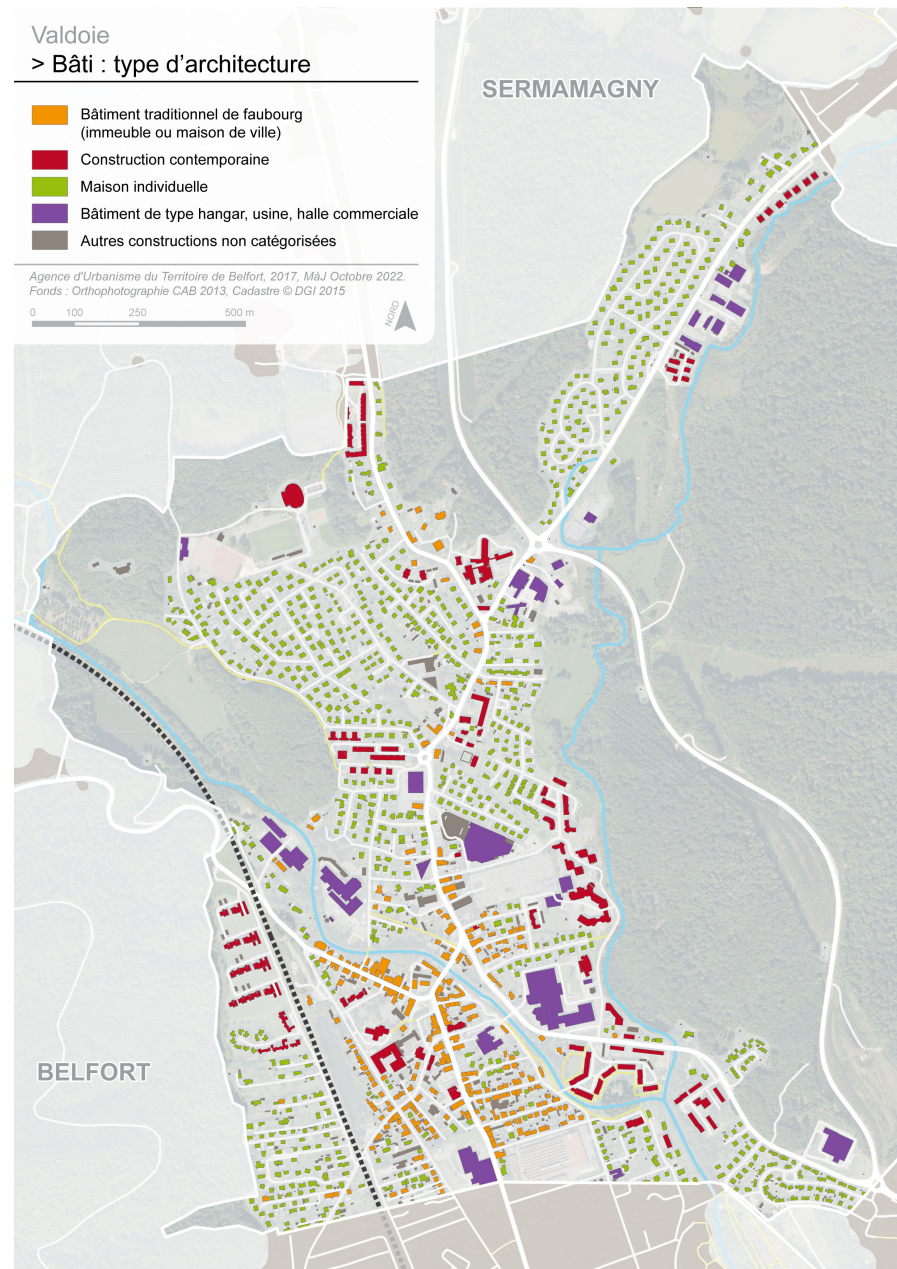 Valdoie
> Bâti : type d'architecture
Bâtiment traditionnel de faubourg
(immeuble ou maison de ville)
Construction contemporaine
Maison individuelle
Bâtiment de type hangar, usine, halle commerciale
Autres constructions non catégorisées
Agence d'Urbanisme du Territoire de Belfort, 2017, MàJ Octobre 2022.
Fonds : Orthophotographie CAB 2013, Cadastre © DGI 2015
0 100 250 500 m
NORD
SERMAMAGNY
BELFORT